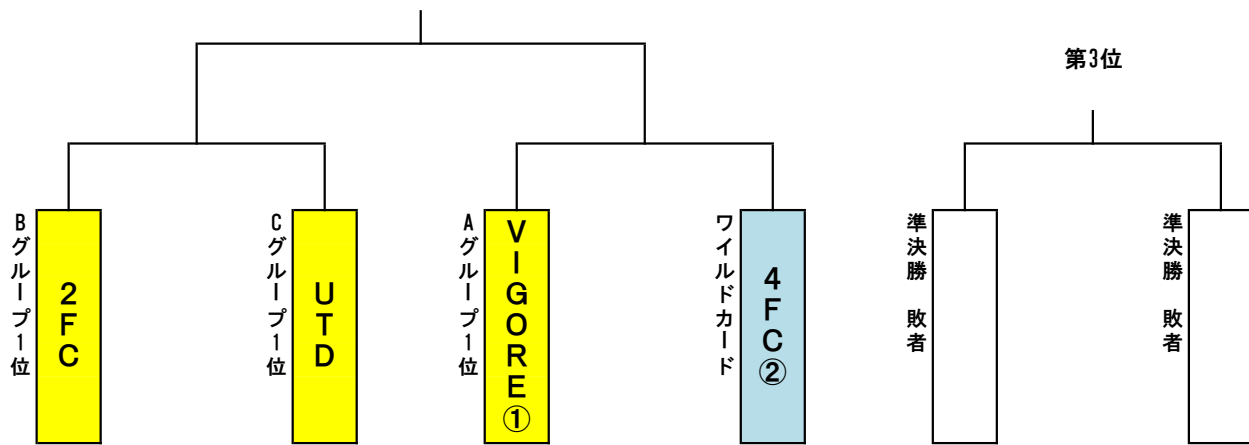 第3位
Bグループ1位
2FC
Cグループ1位
UTD
Aグループ1位
VIGORE①
ワイルドカード
4FC②
準決勝 敗者
準決勝 敗者